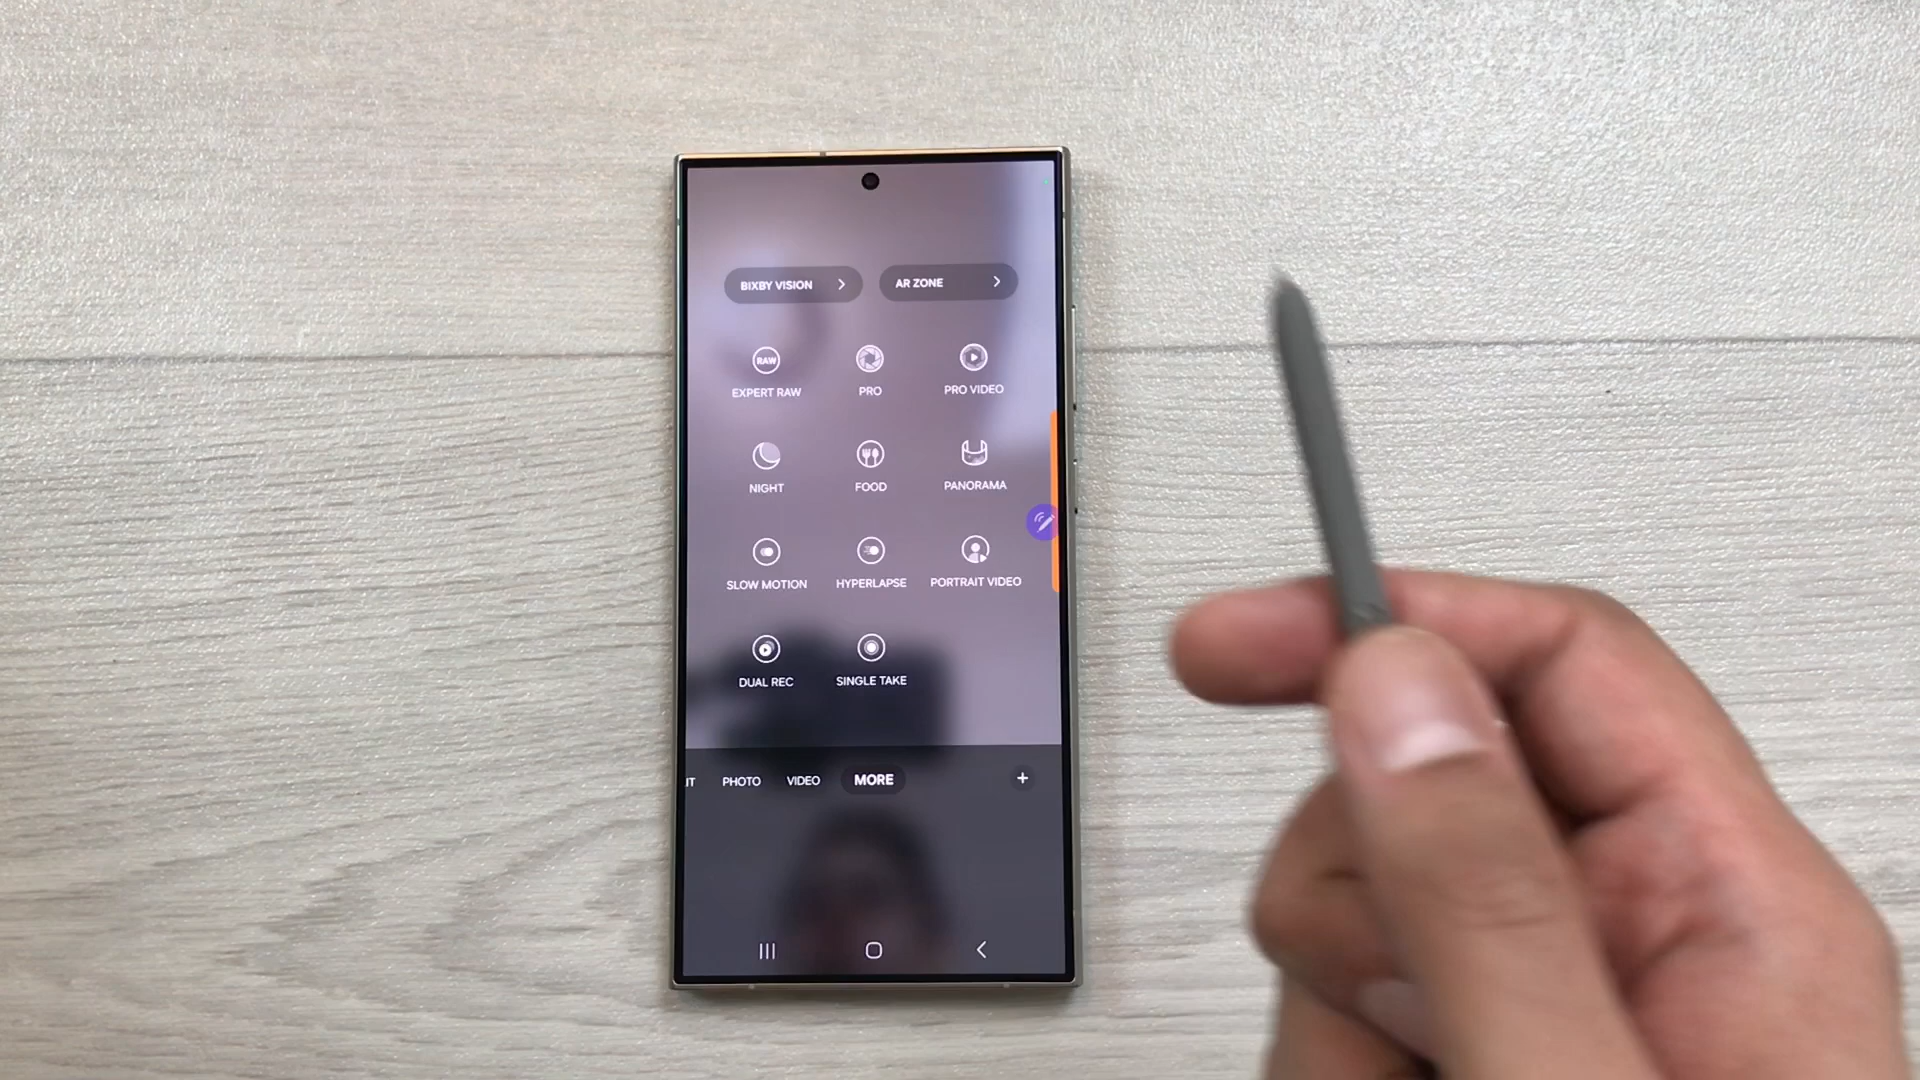 BIXBY VISION
AR ZONE
RAW
EXPERT RAW
PRO
PRO VIDEO
NIGHT
FOOD
PANORAMA
SLOW MOTION
HYPERLAPSE
PORTRAIT VIDEO
DUAL REC
SINGLE TAKE
IT PHOTO VIDEO MORE +